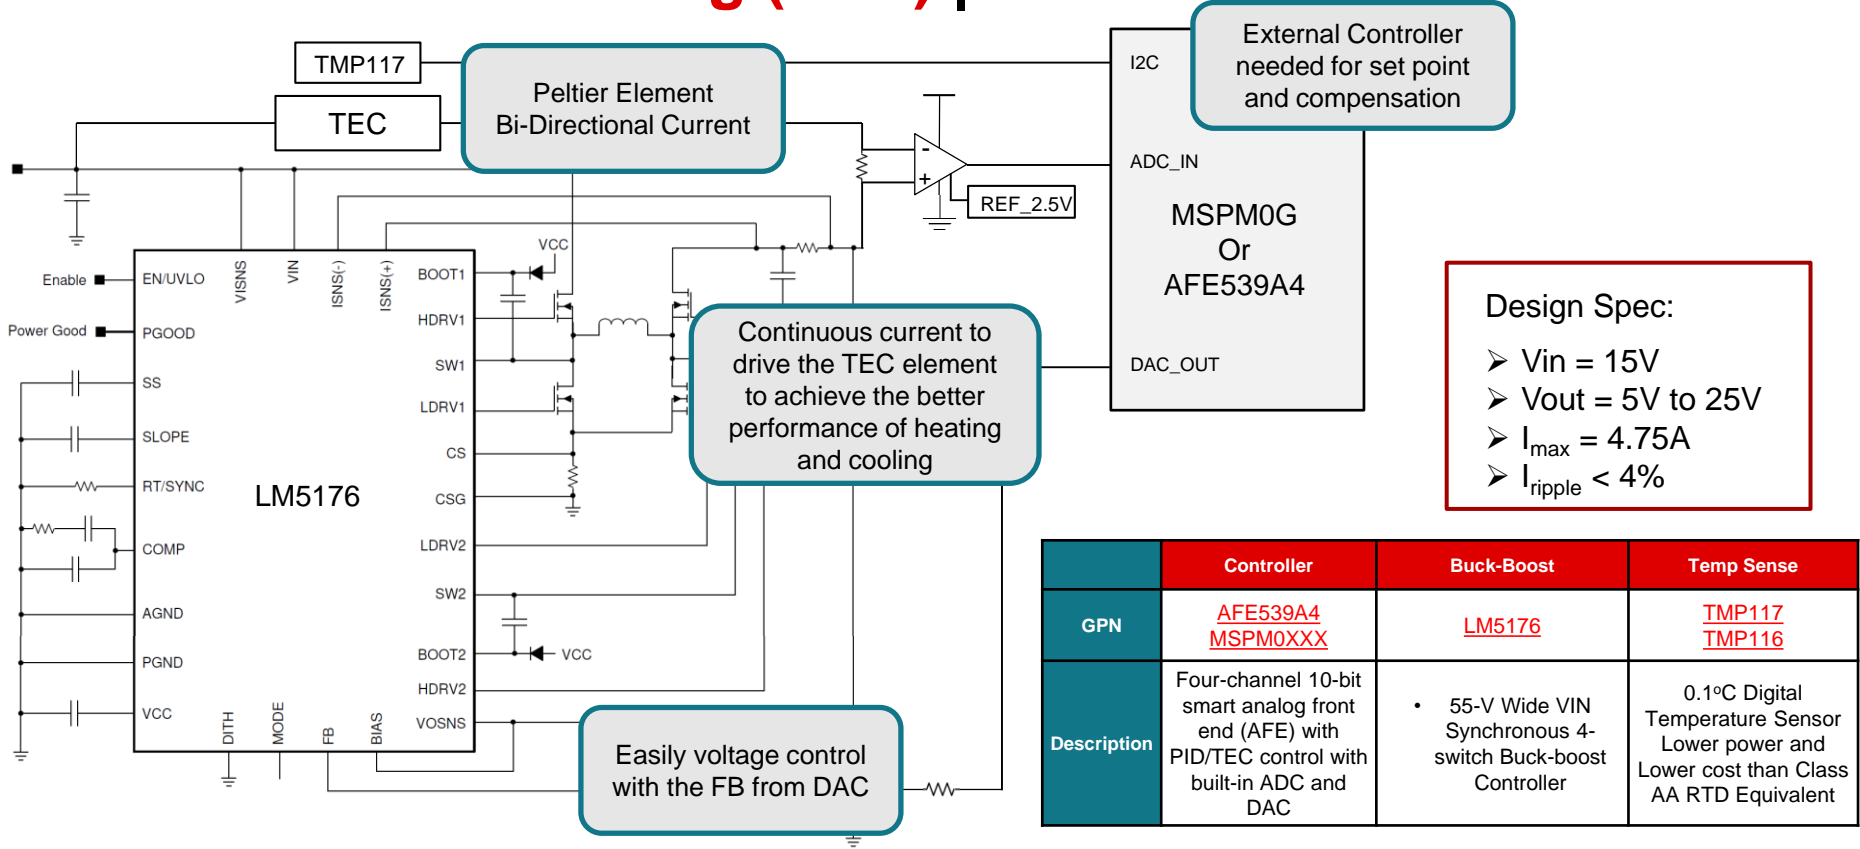 TMP117
TEC
Peltier Element
Bi-Directional Current
External Controller
needed for set point
and compensation
I2C
ADC_IN
MSPM0G
Or
AFE539A4
DAC_OUT
-
+
REF_2.5V
Enable
Power Good
EN/UVLO
PGOOD
SS
SLOPE
RT/SYNC
COMP
AGND
PGND
VCC
VISNS
VIN
ISNS(-)
ISNS(+)
LM5176
BOOT1
HDRV1
SW1
LDRV1
CS
CSG
LDRV2
SW2
BOOT2
HDRV2
VOSNS
DITH
MODE
FB
BIAS
VCC
VCC
Continuous current to
drive the TEC element
to achieve the better
performance of heating
and cooling
Easily voltage control
with the FB from DAC
Design Spec:
➢ Vin = 15V
➢ Vout = 5V to 25V
➢ Imax = 4.75A
➢ Iripple < 4%
Controller Buck-Boost Temp Sense
GPN
AFE539A4
MSPM0XXX
LM5176
TMP117
TMP116
Description
Four-channel 10-bit
smart analog front
end (AFE) with
PID/TEC control with
built-in ADC and
DAC
• 55-V Wide VIN
Synchronous 4-
switch Buck-boost
Controller
0.1°C Digital
Temperature Sensor
Lower power and
Lower cost than Class
AA RTD Equivalent